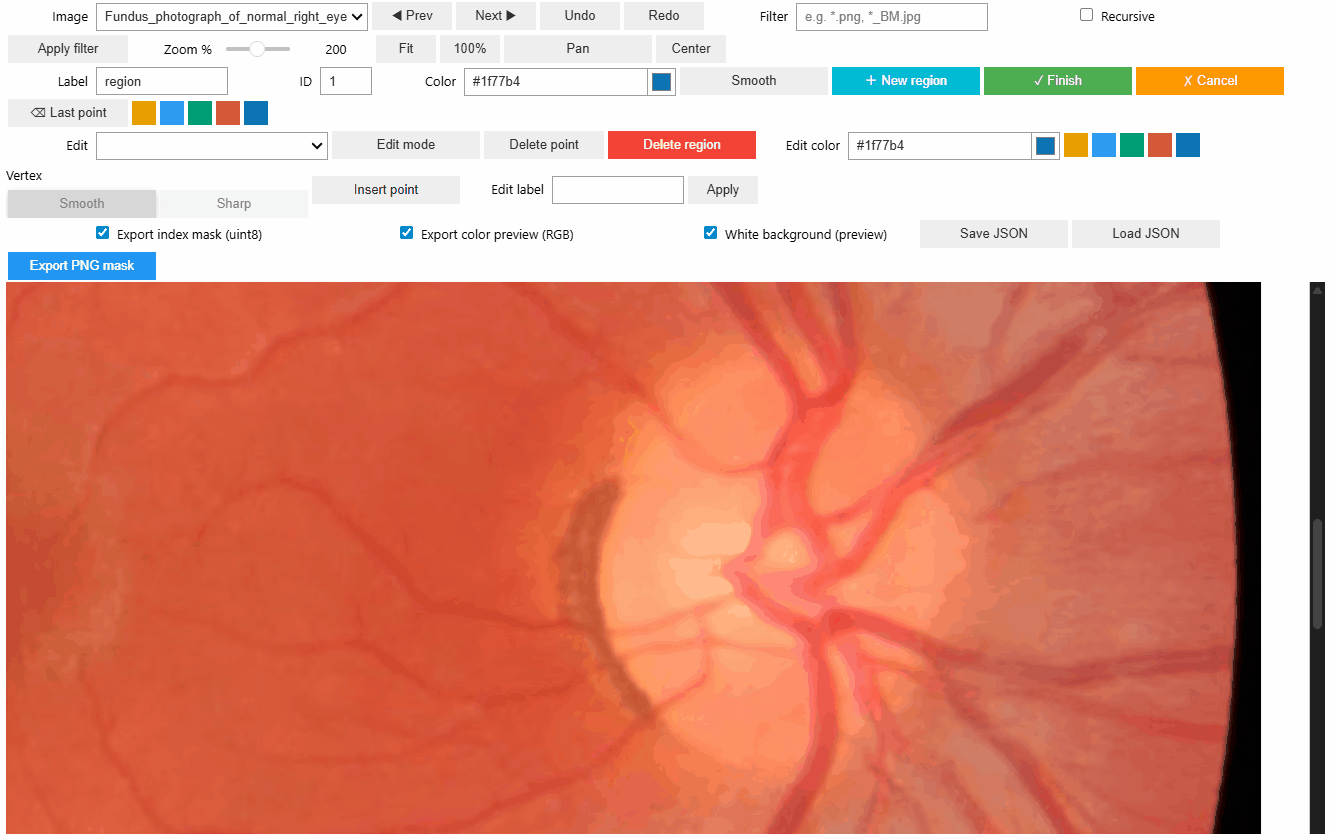 Image Fundus_photograph_of_normal_right_eye ◀ Prev Next ▶ Undo Redo Filter e.g. *.png, *_BM.jpg Recursive
Apply filter Zoom % 200 Fit 100% Pan Center
Label region ID 1 Color #1f77b4 Smooth + New region ✓ Finish ✗ Cancel
⌫ Last point
Edit Edit mode Delete point Delete region Edit color #1f77b4
Vertex
Smooth Sharp Insert point Edit label Apply
Export index mask (uint8) Export color preview (RGB) White background (preview) Save JSON Load JSON
Export PNG mask